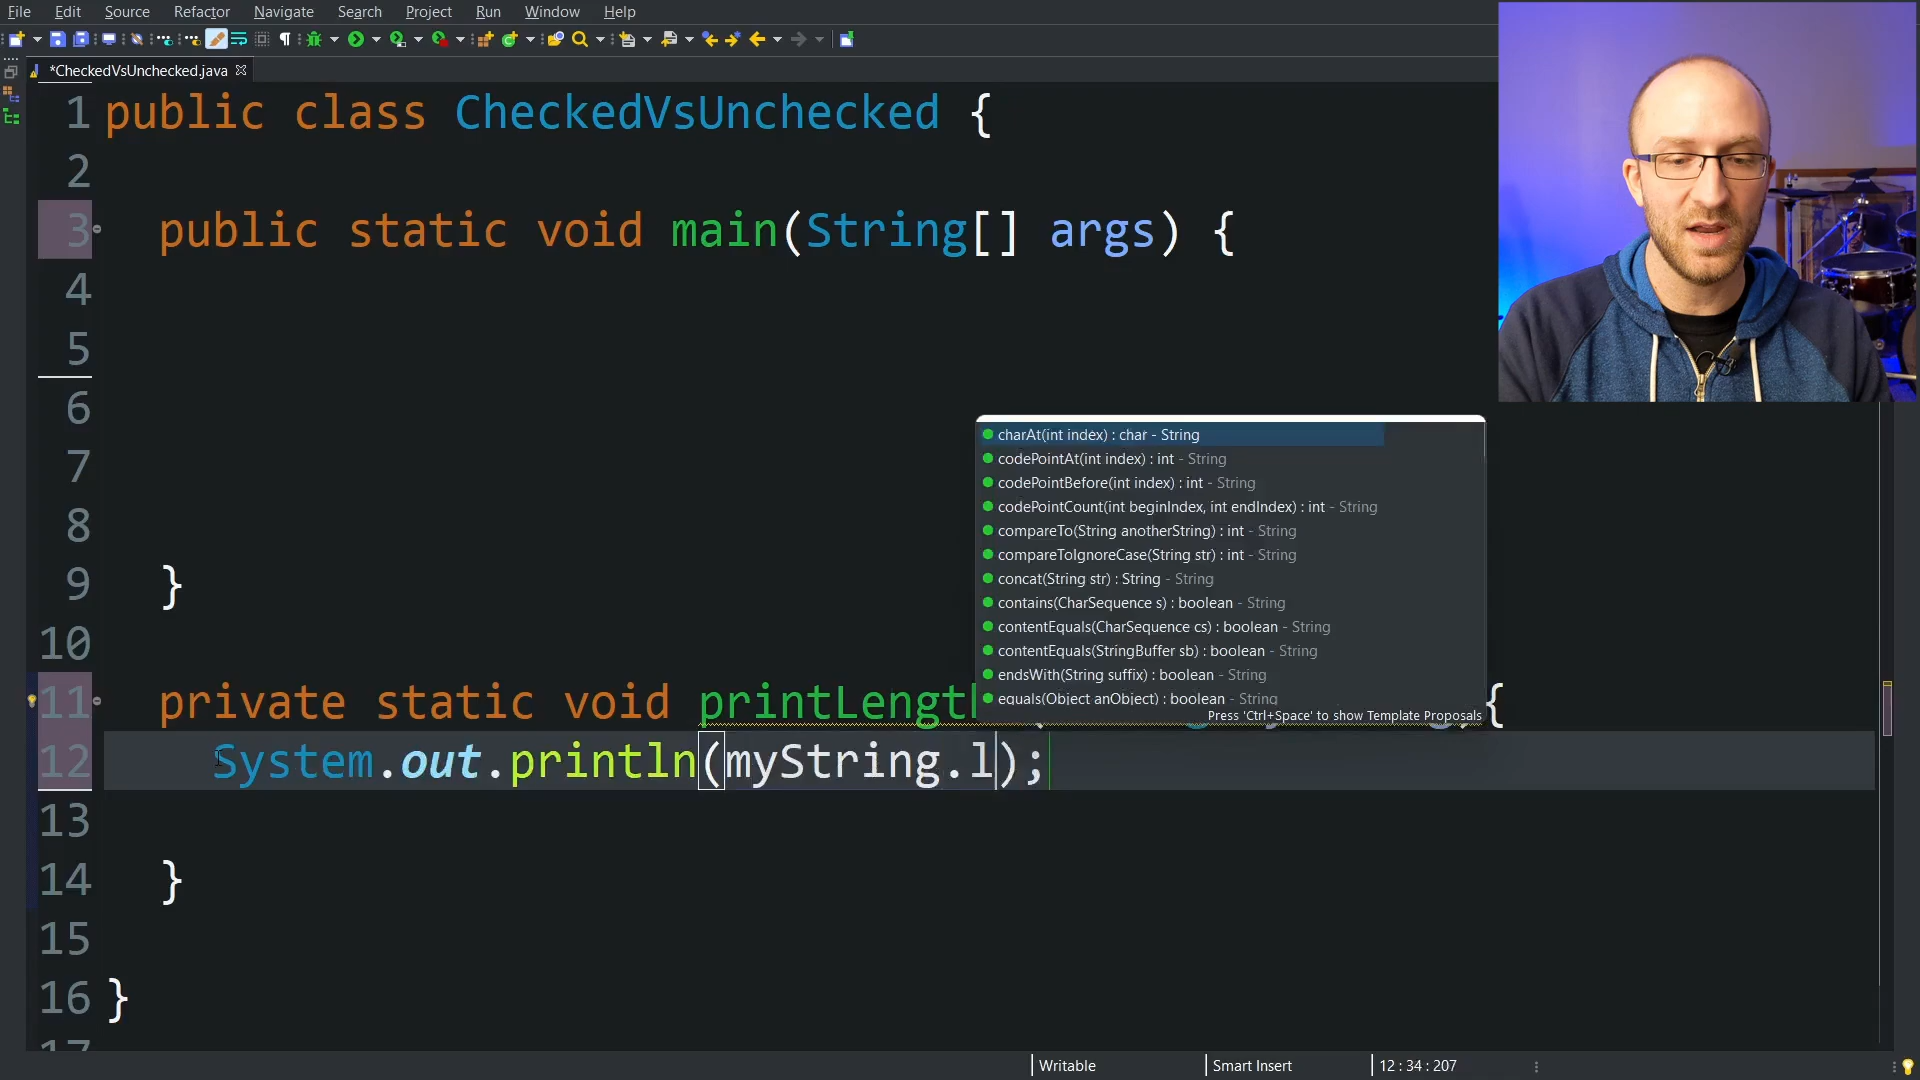 File Edit Source Refactor Navigate Search Project Run Window Help
*CheckedVsUnchecked.java
1 public class CheckedVsUnchecked {
2
3 public static void main(String[] args) {
4
5
6
7
8
9 }
10
11 private static void printLengt {
12 System.out.println(myString.l);
13
14 }
15
16 }
17
charAt(int index) : char - String
codePointAt(int index) : int - String
codePointBefore(int index) : int - String
codePointCount(int beginIndex, int endIndex) : int - String
compareTo(String anotherString) : int - String
compareToIgnoreCase(String str) : int - String
concat(String str) : String - String
contains(CharSequence s) : boolean - String
contentEquals(CharSequence cs) : boolean - String
contentEquals(StringBuffer sb) : boolean - String
endsWith(String suffix) : boolean - String
equals(Object anObject) : boolean - String
Press 'Ctrl+Space' to show Template Proposals
Writable Smart Insert 12 : 34 : 207